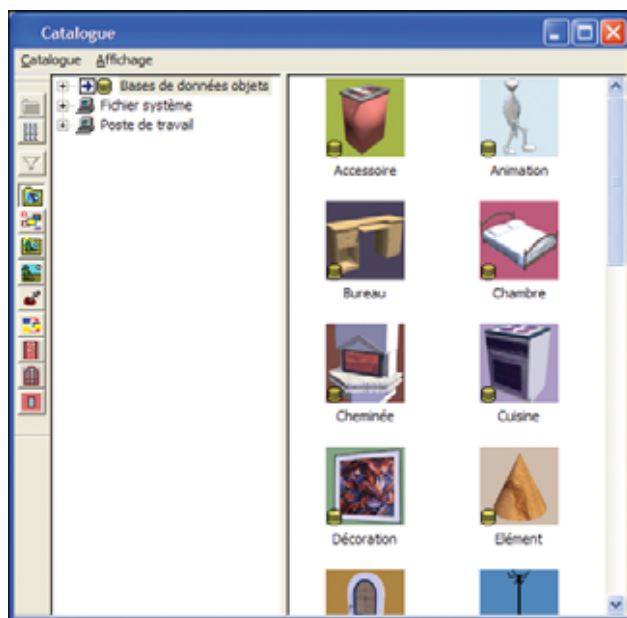 Catalogue
Catalogue Affichage
Bases de données objets
Fichier système
Poste de travail
Accessoire
Animation
Bureau
Chambre
Cheminée
Cuisine
Décoration
Elément